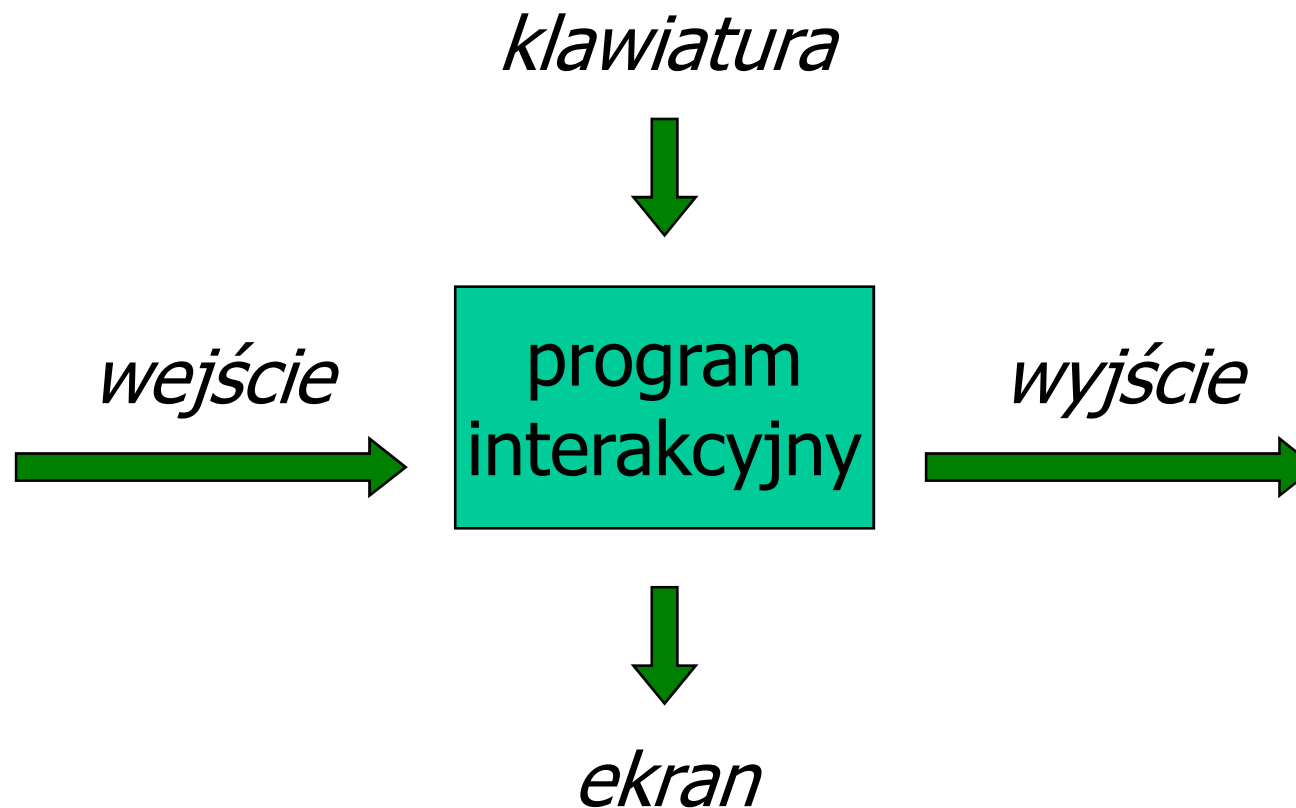 klawiatura
wejście
program
interakcyjny
wyjście
ekran